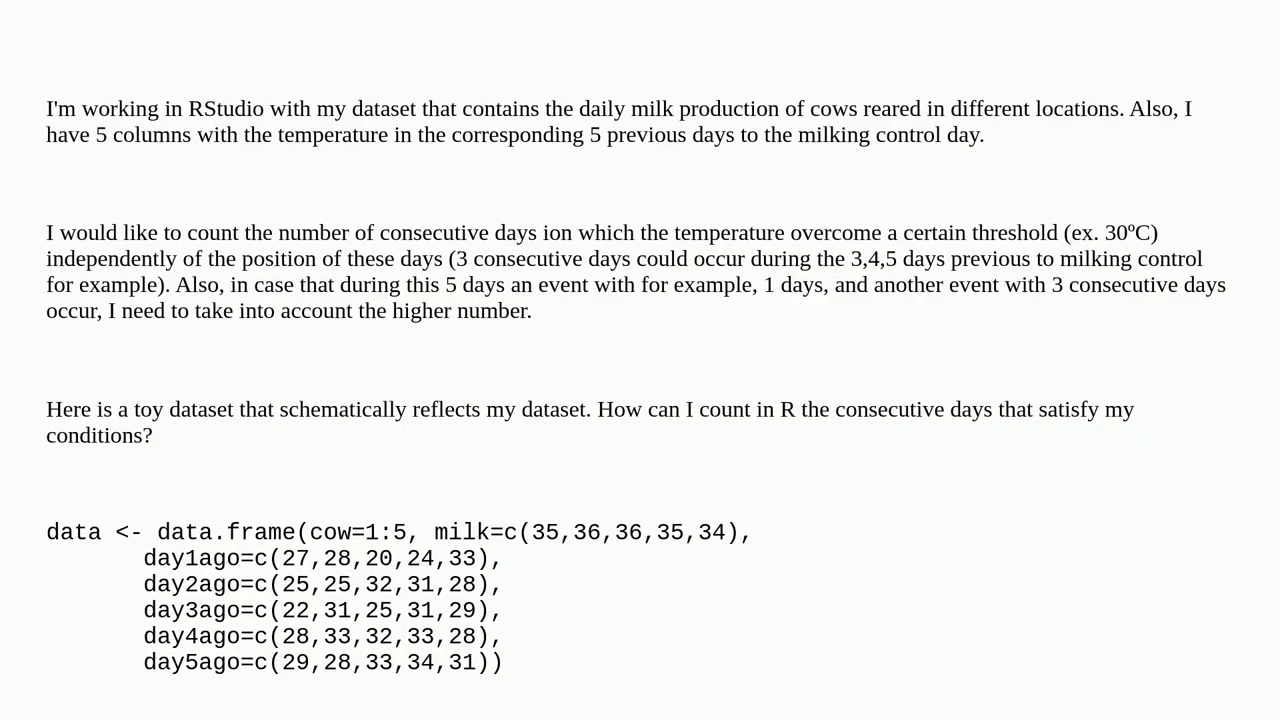 I'm working in RStudio with my dataset that contains the daily milk production of cows reared in different locations. Also, I
have 5 columns with the temperature in the corresponding 5 previous days to the milking control day.
I would like to count the number of consecutive days ion which the temperature overcome a certain threshold (ex. 30ºC)
independently of the position of these days (3 consecutive days could occur during the 3,4,5 days previous to milking control
for example). Also, in case that during this 5 days an event with for example, 1 days, and another event with 3 consecutive days
occur, I need to take into account the higher number.
Here is a toy dataset that schematically reflects my dataset. How can I count in R the consecutive days that satisfy my
conditions?
data <- data.frame(cow=1:5, milk=c(35,36,36,35,34),
day1ago=c(27,28,20,24,33),
day2ago=c(25,25,32,31,28),
day3ago=c(22,31,25,31,29),
day4ago=c(28,33,32,33,28),
day5ago=c(29,28,33,34,31))